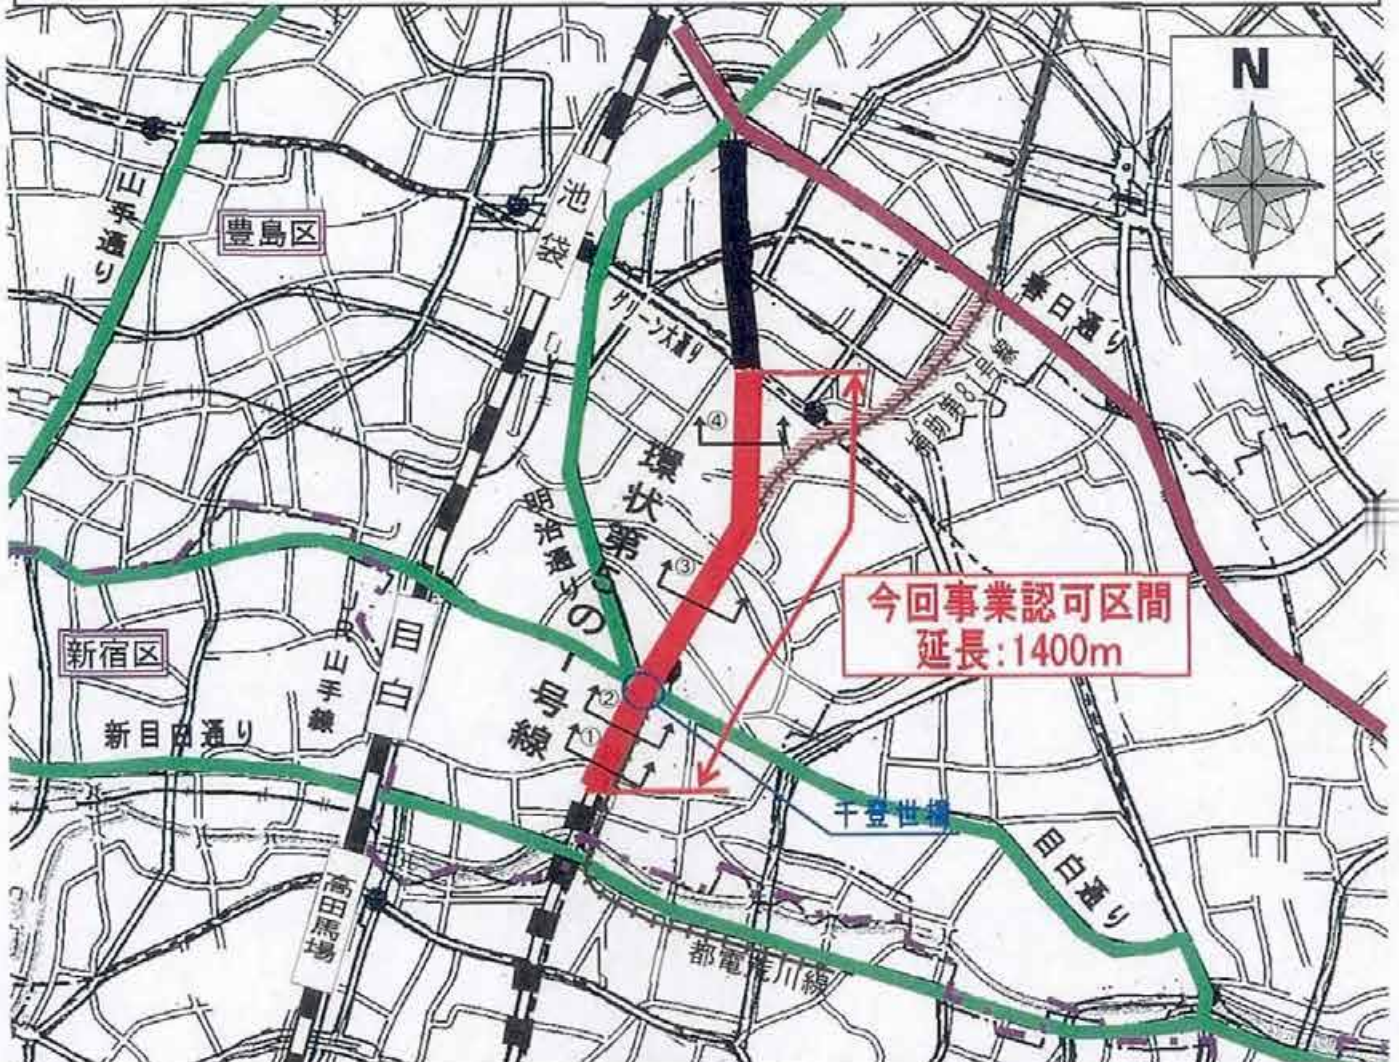 N
池袋
山手通り
豊島区
春日通り
グリーン大通り
④
環状第5の1号線
明治通り
③
今回事業認可区間
延長:1400m
新宿区
目白
JR山手線
②
①
新目白通り
千登世橋
目白通り
高田馬場
都電荒川線